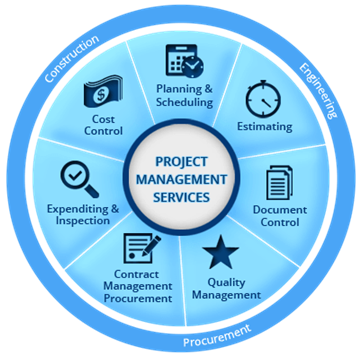 Construction
Engineering
Procurement
PROJECT
MANAGEMENT
SERVICES
Planning &
Scheduling
Estimating
Document
Control
Quality
Management
Contract
Management
Procurement
Expenditing &
Inspection
Cost
Control
$